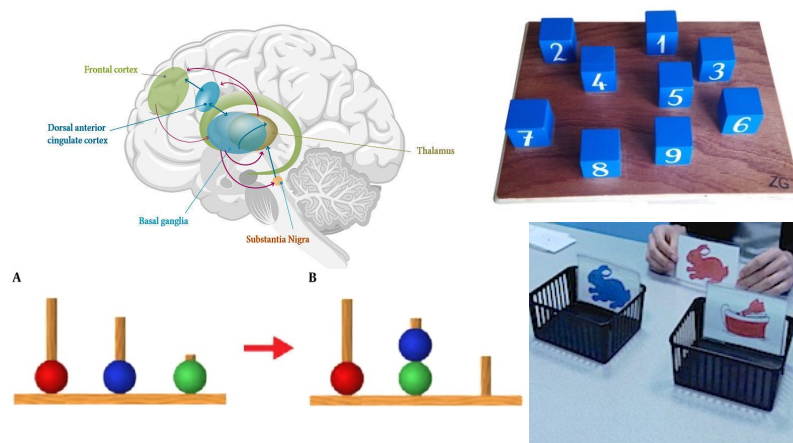 Frontal cortex
Dorsal anterior
cingulate cortex
Thalamus
Basal ganglia
Substantia Nigra
2
1
4
3
5
7
6
8
9
ZG
A
B